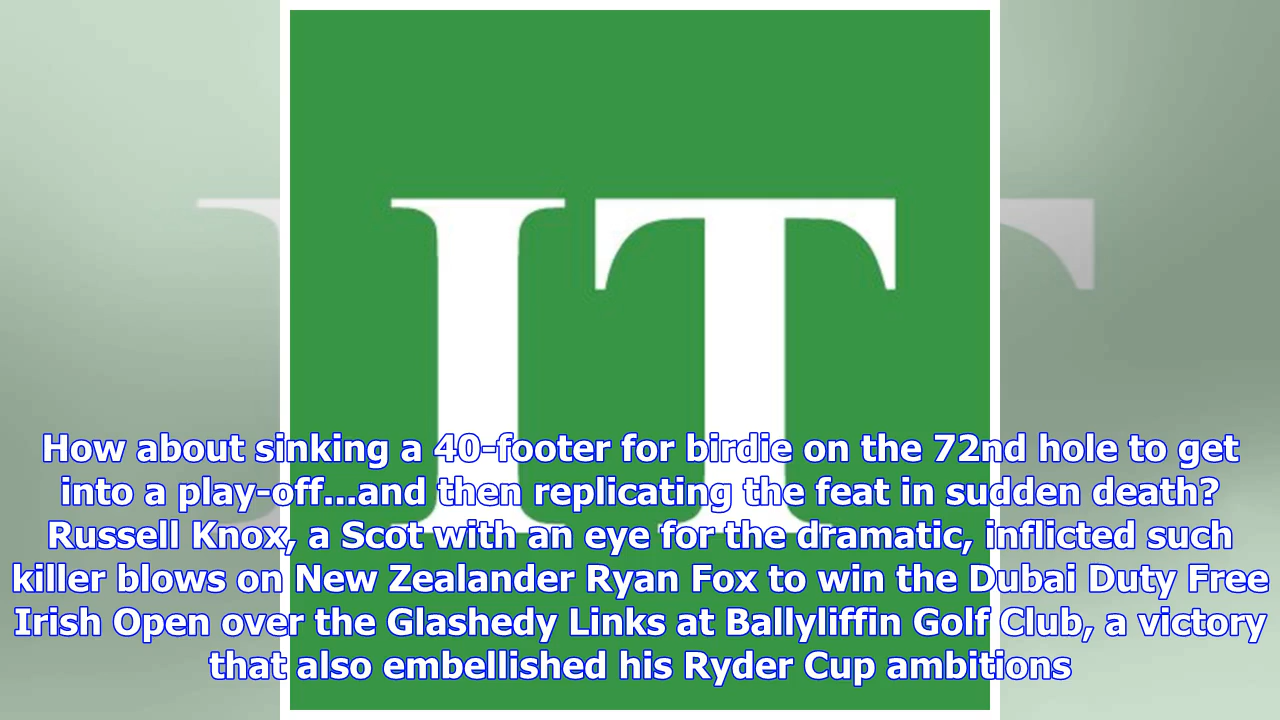 IT
How about sinking a 40-footer for birdie on the 72nd hole to get
into a play-off...and then replicating the feat in sudden death?
Russell Knox, a Scot with an eye for the dramatic, inflicted such
killer blows on New Zealander Ryan Fox to win the Dubai Duty Free
Irish Open over the Glashedy Links at Ballyliffin Golf Club, a victory
that also embellished his Ryder Cup ambitions